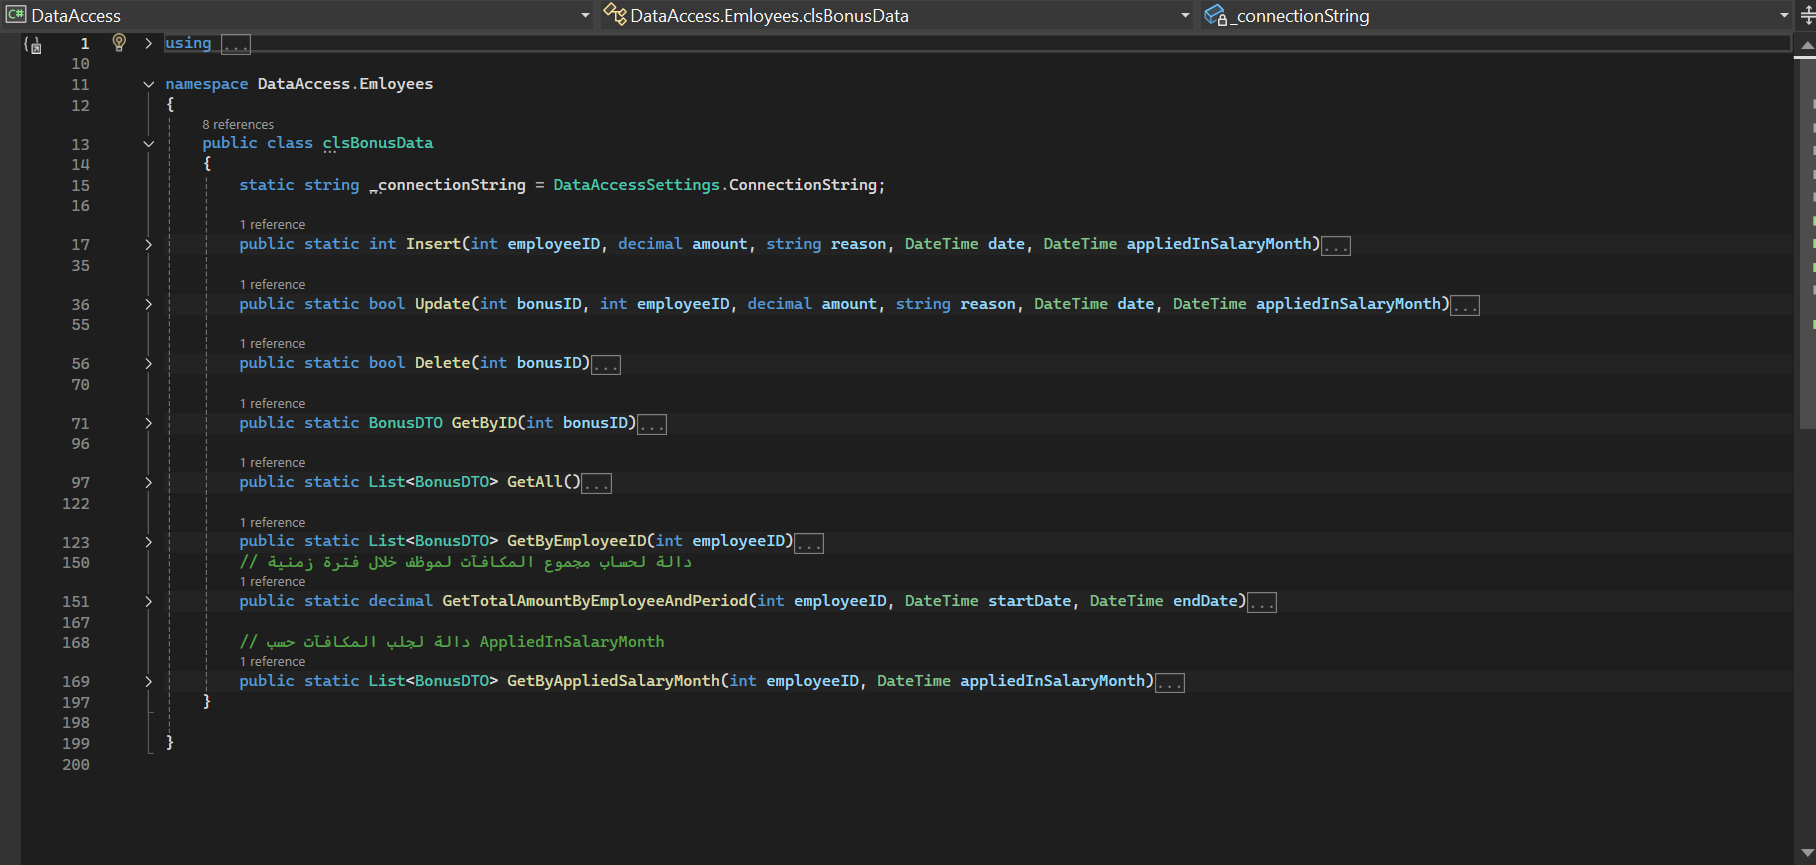 DataAccess DataAccess.Emloyees.clsBonusData _connectionString
1 using ...
10
11 namespace DataAccess.Emloyees
12 {
8 references
13 public class clsBonusData
14 {
15 static string _connectionString = DataAccessSettings.ConnectionString;
16
1 reference
17 public static int Insert(int employeeID, decimal amount, string reason, DateTime date, DateTime appliedInSalaryMonth)...
35
1 reference
36 public static bool Update(int bonusID, int employeeID, decimal amount, string reason, DateTime date, DateTime appliedInSalaryMonth)...
55
1 reference
56 public static bool Delete(int bonusID)...
70
1 reference
71 public static BonusDTO GetByID(int bonusID)...
96
1 reference
97 public static List<BonusDTO> GetAll()...
122
1 reference
123 public static List<BonusDTO> GetByEmployeeID(int employeeID)...
150 // دالة لحساب مجموع المكافآت لموظف خلال فترة زمنية
1 reference
151 public static decimal GetTotalAmountByEmployeeAndPeriod(int employeeID, DateTime startDate, DateTime endDate)...
167
168 // دالة لجلب المكافآت حسب AppliedInSalaryMonth
1 reference
169 public static List<BonusDTO> GetByAppliedSalaryMonth(int employeeID, DateTime appliedInSalaryMonth)...
197 }
198
199 }
200